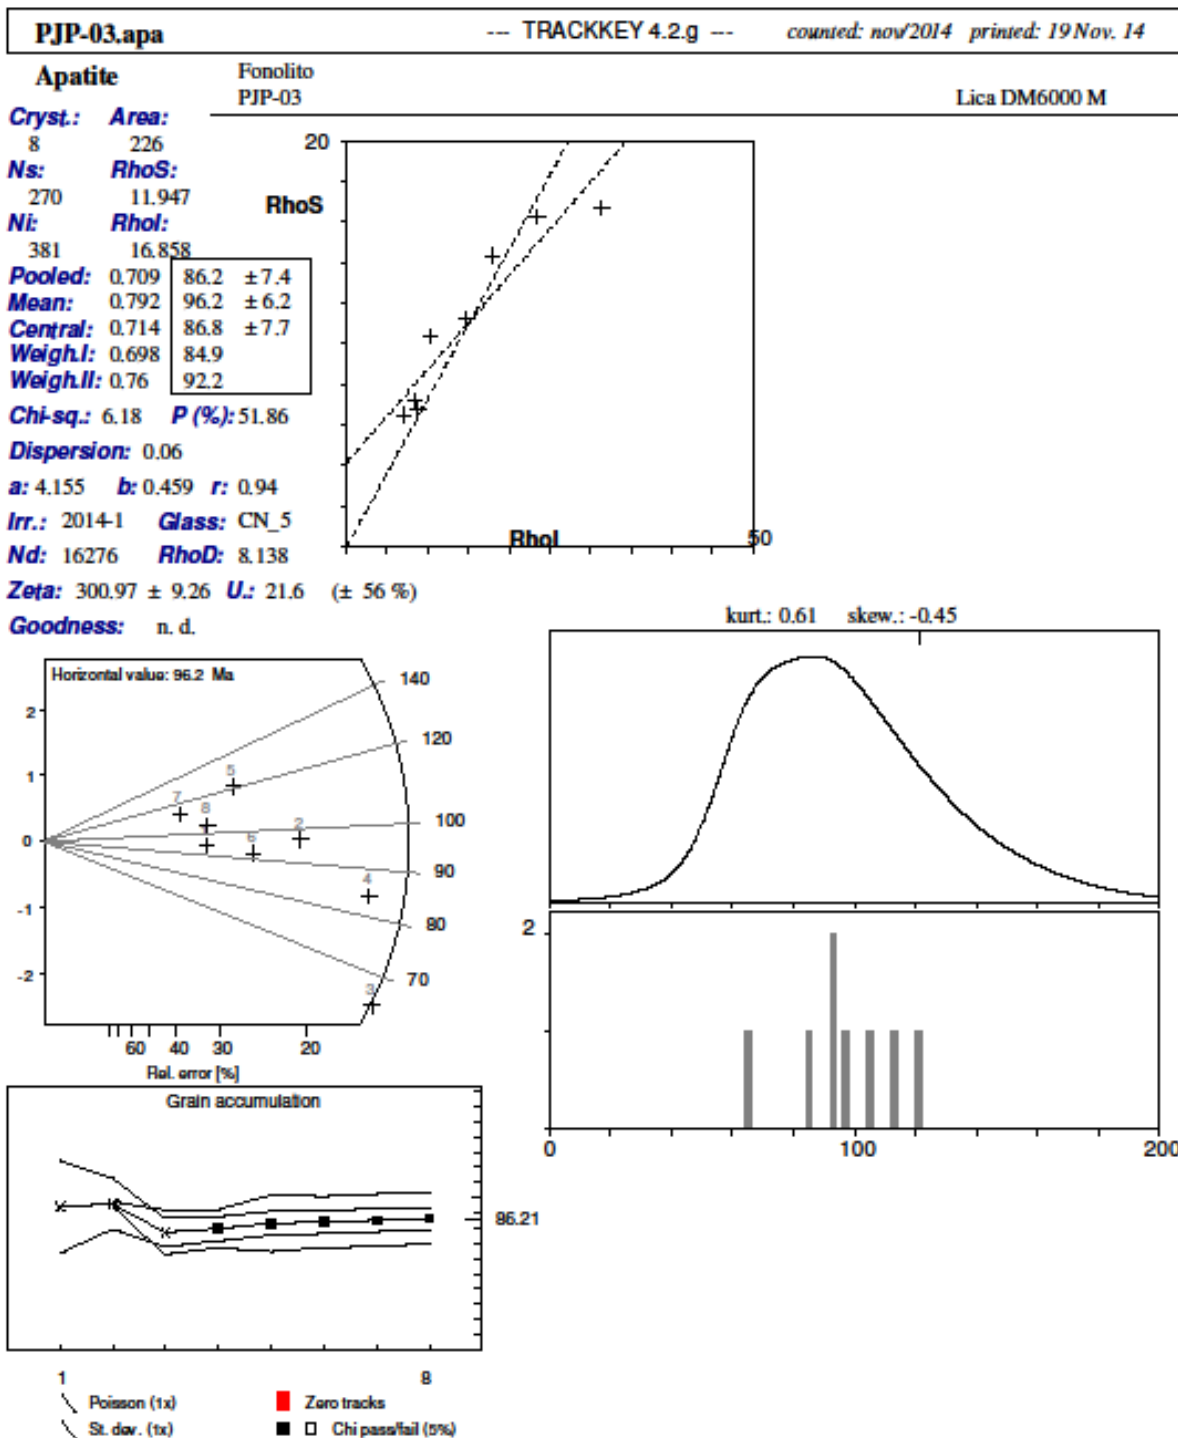 PJP-03.apa --- TRACKKEY 4.2.g --- counted: nov/2014 printed: 19 Nov. 14
Apatite Fonolito
PJP-03 Lica DM6000 M
Cryst.: Area:
8 226
Ns: RhoS:
270 11.947
Ni: RhoI:
381 16.858
Pooled: 0.709 86.2 ±7.4
Mean: 0.792 96.2 ±6.2
Central: 0.714 86.8 ±7.7
Weigh.I: 0.698 84.9
Weigh.II: 0.76 92.2
Chi-sq.: 6.18 P (%): 51.86
Dispersion: 0.06
a: 4.155 b: 0.459 r: 0.94
Irr.: 2014-1 Glass: CN_5
Nd: 16276 RhoD: 8.138
Zeta: 300.97 ± 9.26 U.: 21.6 (± 56 %)
Goodness: n. d.
20
RhoS
RhoI 50
kurt.: 0.61 skew.: -0.45
Horizontal value: 96.2 Ma
140
2
120
5
1
7
8
100
2
0
6
90
4
-1
80
70
-2
3
60 40 30 20
Rel. error [%]
2
0 100 200
Grain accumulation
86.21
1 8
Poisson (1x) Zero tracks
St. dev. (1x) Chi pass/fail (5%)